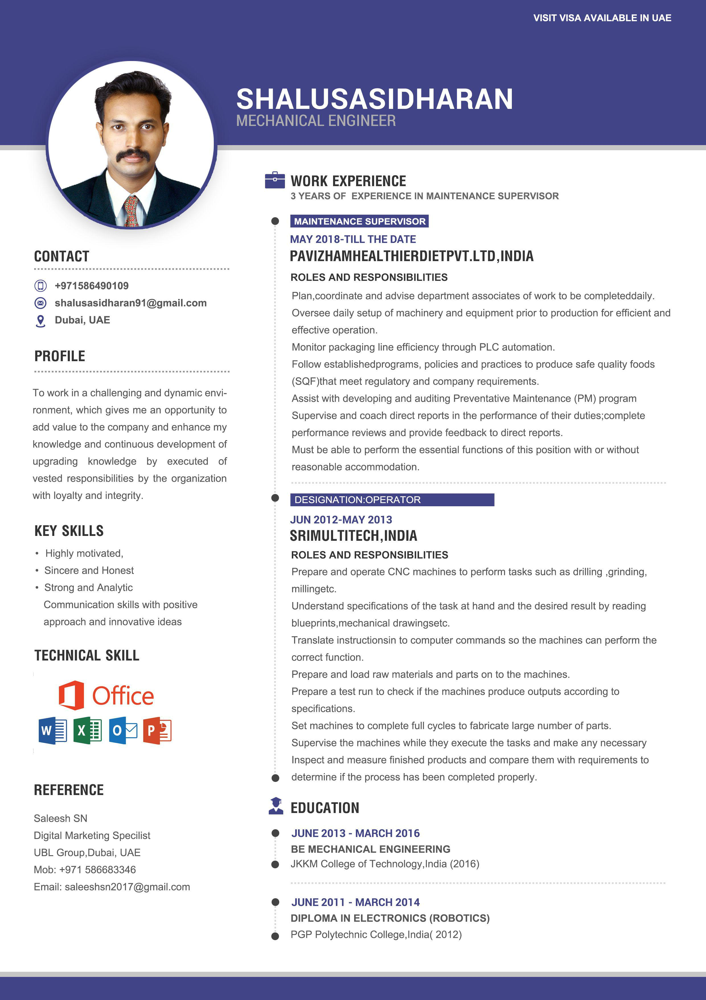 VISIT VISA AVAILABLE IN UAE
SHALUSASIDHARAN
MECHANICAL ENGINEER
CONTACT
+971586490109
shalusasidharan91@gmail.com
Dubai, UAE
PROFILE
To work in a challenging and dynamic envi-
ronment, which gives me an opportunity to
add value to the company and enhance my
knowledge and continuous development of
upgrading knowledge by executed of
vested responsibilities by the organization
with loyalty and integrity.
KEY SKILLS
• Highly motivated,
• Sincere and Honest
• Strong and Analytic
Communication skills with positive
approach and innovative ideas
TECHNICAL SKILL
Office
W X O P
REFERENCE
Saleesh SN
Digital Marketing Specilist
UBL Group,Dubai, UAE
Mob: +971 586683346
Email: saleeshsn2017@gmail.com
WORK EXPERIENCE
3 YEARS OF EXPERIENCE IN MAINTENANCE SUPERVISOR
MAINTENANCE SUPERVISOR
MAY 2018-TILL THE DATE
PAVIZHAMHEALTHIERDIETPVT.LTD,INDIA
ROLES AND RESPONSIBILITIES
Plan,coordinate and advise department associates of work to be completeddaily.
Oversee daily setup of machinery and equipment prior to production for efficient and
effective operation.
Monitor packaging line efficiency through PLC automation.
Follow establishedprograms, policies and practices to produce safe quality foods
(SQF)that meet regulatory and company requirements.
Assist with developing and auditing Preventative Maintenance (PM) program
Supervise and coach direct reports in the performance of their duties;complete
performance reviews and provide feedback to direct reports.
Must be able to perform the essential functions of this position with or without
reasonable accommodation.
DESIGNATION:OPERATOR
JUN 2012-MAY 2013
SRIMULTITECH,INDIA
ROLES AND RESPONSIBILITIES
Prepare and operate CNC machines to perform tasks such as drilling ,grinding,
millingetc.
Understand specifications of the task at hand and the desired result by reading
blueprints,mechanical drawingsetc.
Translate instructionsin to computer commands so the machines can perform the
correct function.
Prepare and load raw materials and parts on to the machines.
Prepare a test run to check if the machines produce outputs according to
specifications.
Set machines to complete full cycles to fabricate large number of parts.
Supervise the machines while they execute the tasks and make any necessary
Inspect and measure finished products and compare them with requirements to
determine if the process has been completed properly.
EDUCATION
JUNE 2013 - MARCH 2016
BE MECHANICAL ENGINEERING
JKKM College of Technology,India (2016)
JUNE 2011 - MARCH 2014
DIPLOMA IN ELECTRONICS (ROBOTICS)
PGP Polytechnic College,India( 2012)